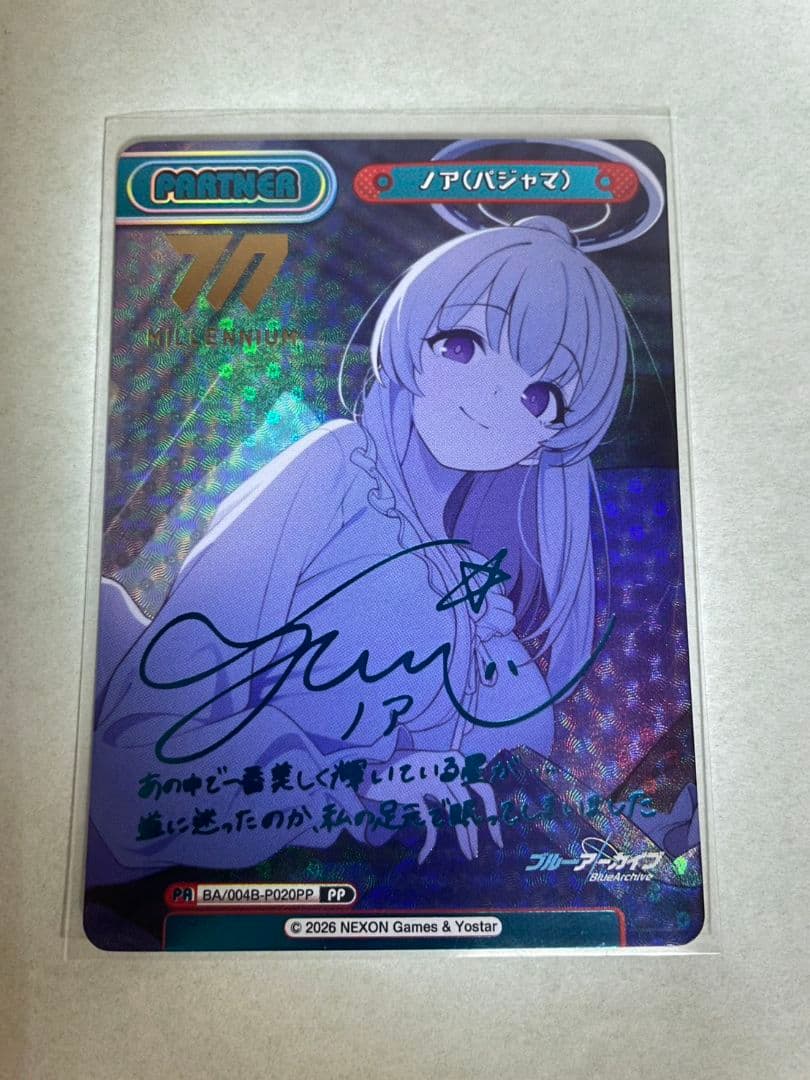 PARTNER
ノア(パジャマ)
MILLENNIUM
ノア
あの中で一番美しく輝いている星が……
道に迷ったのか、私の足元で眠ってしまいました
ブルーアーカイブ
BlueArchive
PA BA/004B-P020PP PP
© 2026 NEXON Games & Yostar